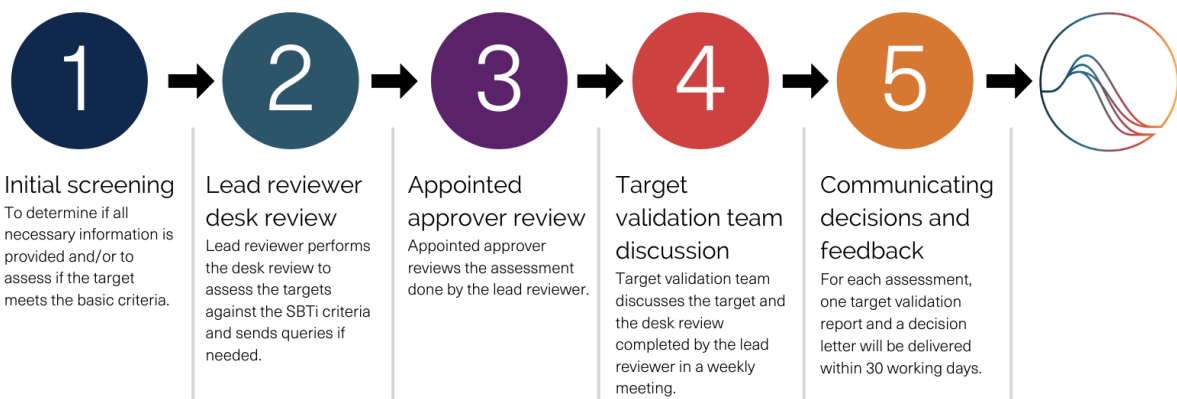 1
2
3
4
5
Initial screening
To determine if all
necessary information is
provided and/or to
assess if the target
meets the basic criteria.
Lead reviewer
desk review
Lead reviewer performs
the desk review to
assess the targets
against the SBTi criteria
and sends queries if
needed.
Appointed
approver review
Appointed approver
reviews the assessment
done by the lead reviewer.
Target
validation team
discussion
Target validation team
discusses the target and
the desk review
completed by the lead
reviewer in a weekly
meeting.
Communicating
decisions and
feedback
For each assessment,
one target validation
report and a decision
letter will be delivered
within 30 working days.